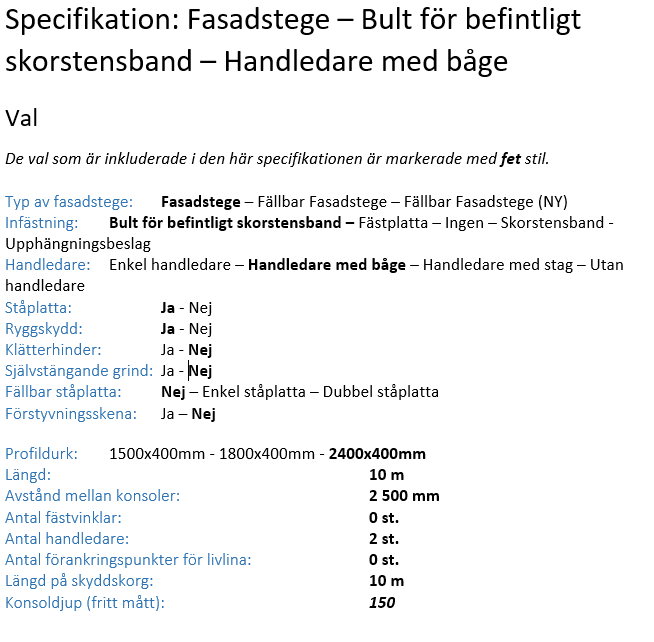 Specifikation: Fasadstege – Bult för befintligt
skorstensband – Handledare med båge
Val
De val som är inkluderade i den här specifikationen är markerade med fet stil.
Typ av fasadstege: Fasadstege – Fällbar Fasadstege – Fällbar Fasadstege (NY)
Infästning: Bult för befintligt skorstensband – Fästplatta – Ingen – Skorstensband -
Upphängningsbeslag
Handledare: Enkel handledare – Handledare med båge – Handledare med stag – Utan
handledare
Ståplatta: Ja - Nej
Ryggskydd: Ja - Nej
Klätterhinder: Ja - Nej
Självstängande grind: Ja - Nej
Fällbar ståplatta: Nej – Enkel ståplatta – Dubbel ståplatta
Förstyvningsskena: Ja – Nej
Profildurk: 1500x400mm - 1800x400mm - 2400x400mm
Längd: 10 m
Avstånd mellan konsoler: 2 500 mm
Antal fästvinklar: 0 st.
Antal handledare: 2 st.
Antal förankringspunkter för livlina: 0 st.
Längd på skyddskorg: 10 m
Konsoldjup (fritt mått): 150